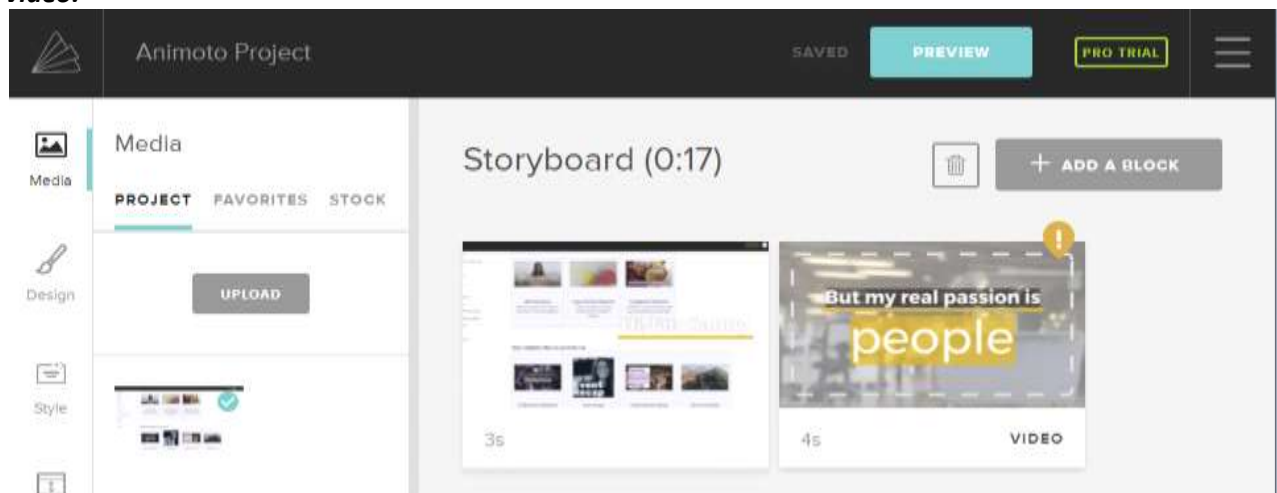 video.
Animoto Project
SAVED
PREVIEW
PRO TRIAL
Media
Media
PROJECT FAVORITES STOCK
Storyboard (0:17)
+ ADD A BLOCK
Design
UPLOAD
But my real passion is
people
Style
3s
4s
VIDEO